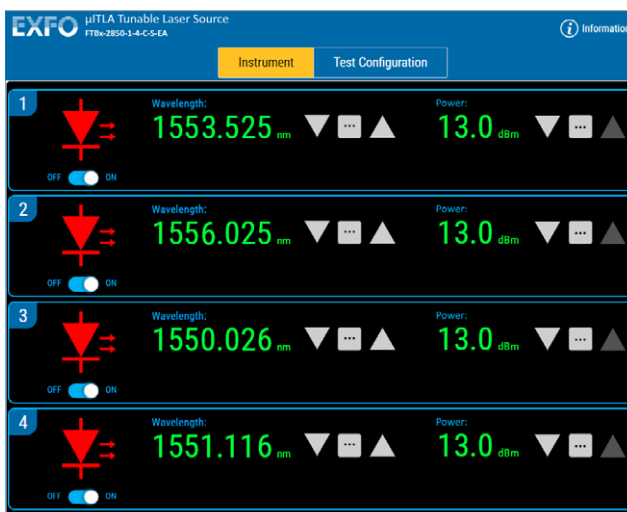 EXFO
µITLA Tunable Laser Source
FTBx-2850-1-4-C-S-EA
Information
Instrument
Test Configuration
1
Wavelength:
1553.525 nm
...
Power:
13.0 dBm
...
OFF ON
2
Wavelength:
1556.025 nm
...
Power:
13.0 dBm
...
OFF ON
3
Wavelength:
1550.026 nm
...
Power:
13.0 dBm
...
OFF ON
4
Wavelength:
1551.116 nm
...
Power:
13.0 dBm
...
OFF ON